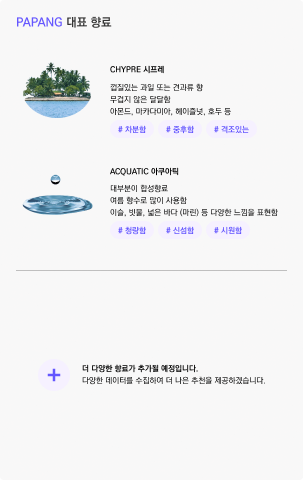 PAPANG 대표 향료
CHYPRE 시프레
껍질있는 과일 또는 견과류 향
무겁지 않은 달달함
아몬드, 마카다미아, 헤이즐넛, 호두 등
# 차분함 # 중후함 # 격조있는
ACQUATIC 아쿠아틱
대부분이 합성향료
여름 향수로 많이 사용함
이슬, 빗물, 넓은 바다 (마린) 등 다양한 느낌을 표현함
# 청량함 # 신섬함 # 시원함
더 다양한 향료가 추가될 예정입니다.
다양한 데이터를 수집하여 더 나은 추천을 제공하겠습니다.